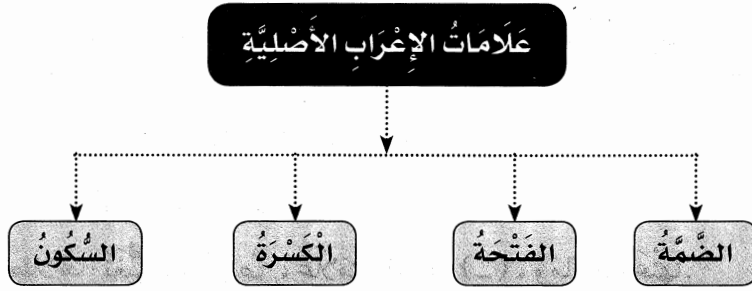 عَلَامَاتُ الإِعْرَابِ الأَصْلِيَّةِ
الضَّمَّةُ
الفَتْحَةُ
الْكَسْرَةُ
السُّكُونُ